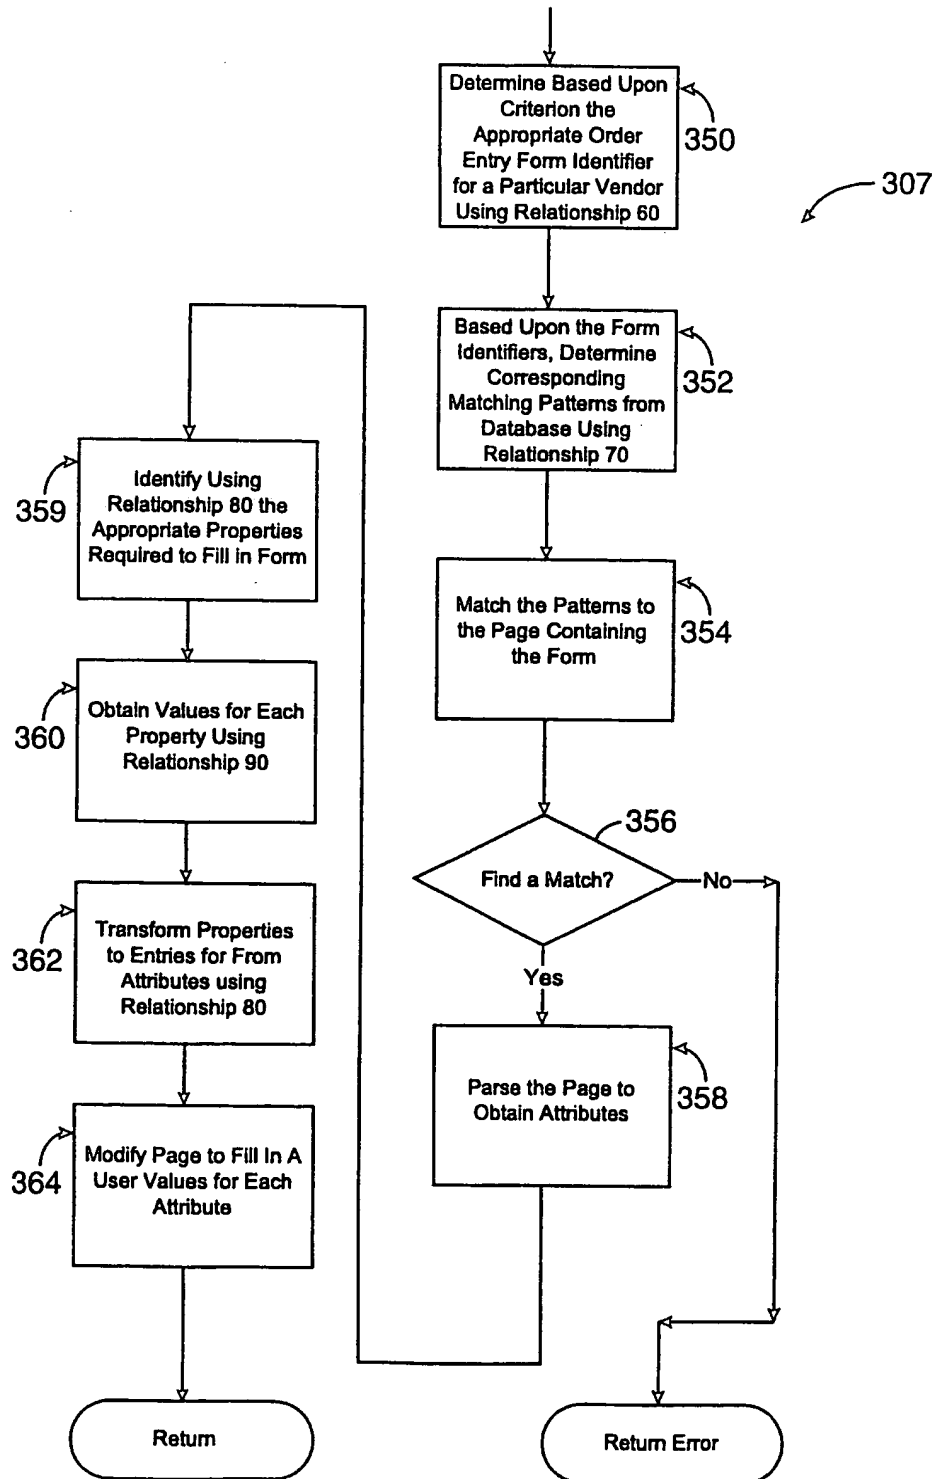 Determine Based Upon
Criterion the
Appropriate Order
Entry Form Identifier
for a Particular Vendor
Using Relationship 60
350
307
Based Upon the Form
Identifiers, Determine
Corresponding
Matching Patterns from
Database Using
Relationship 70
352
Match the Patterns to
the Page Containing
the Form
354
Find a Match?
356
No
Yes
Parse the Page to
Obtain Attributes
358
Return Error
Identify Using
Relationship 80 the
Appropriate Properties
Required to Fill in Form
359
Obtain Values for Each
Property Using
Relationship 90
360
Transform Properties
to Entries for From
Attributes using
Relationship 80
362
Modify Page to Fill In A
User Values for Each
Attribute
364
Return